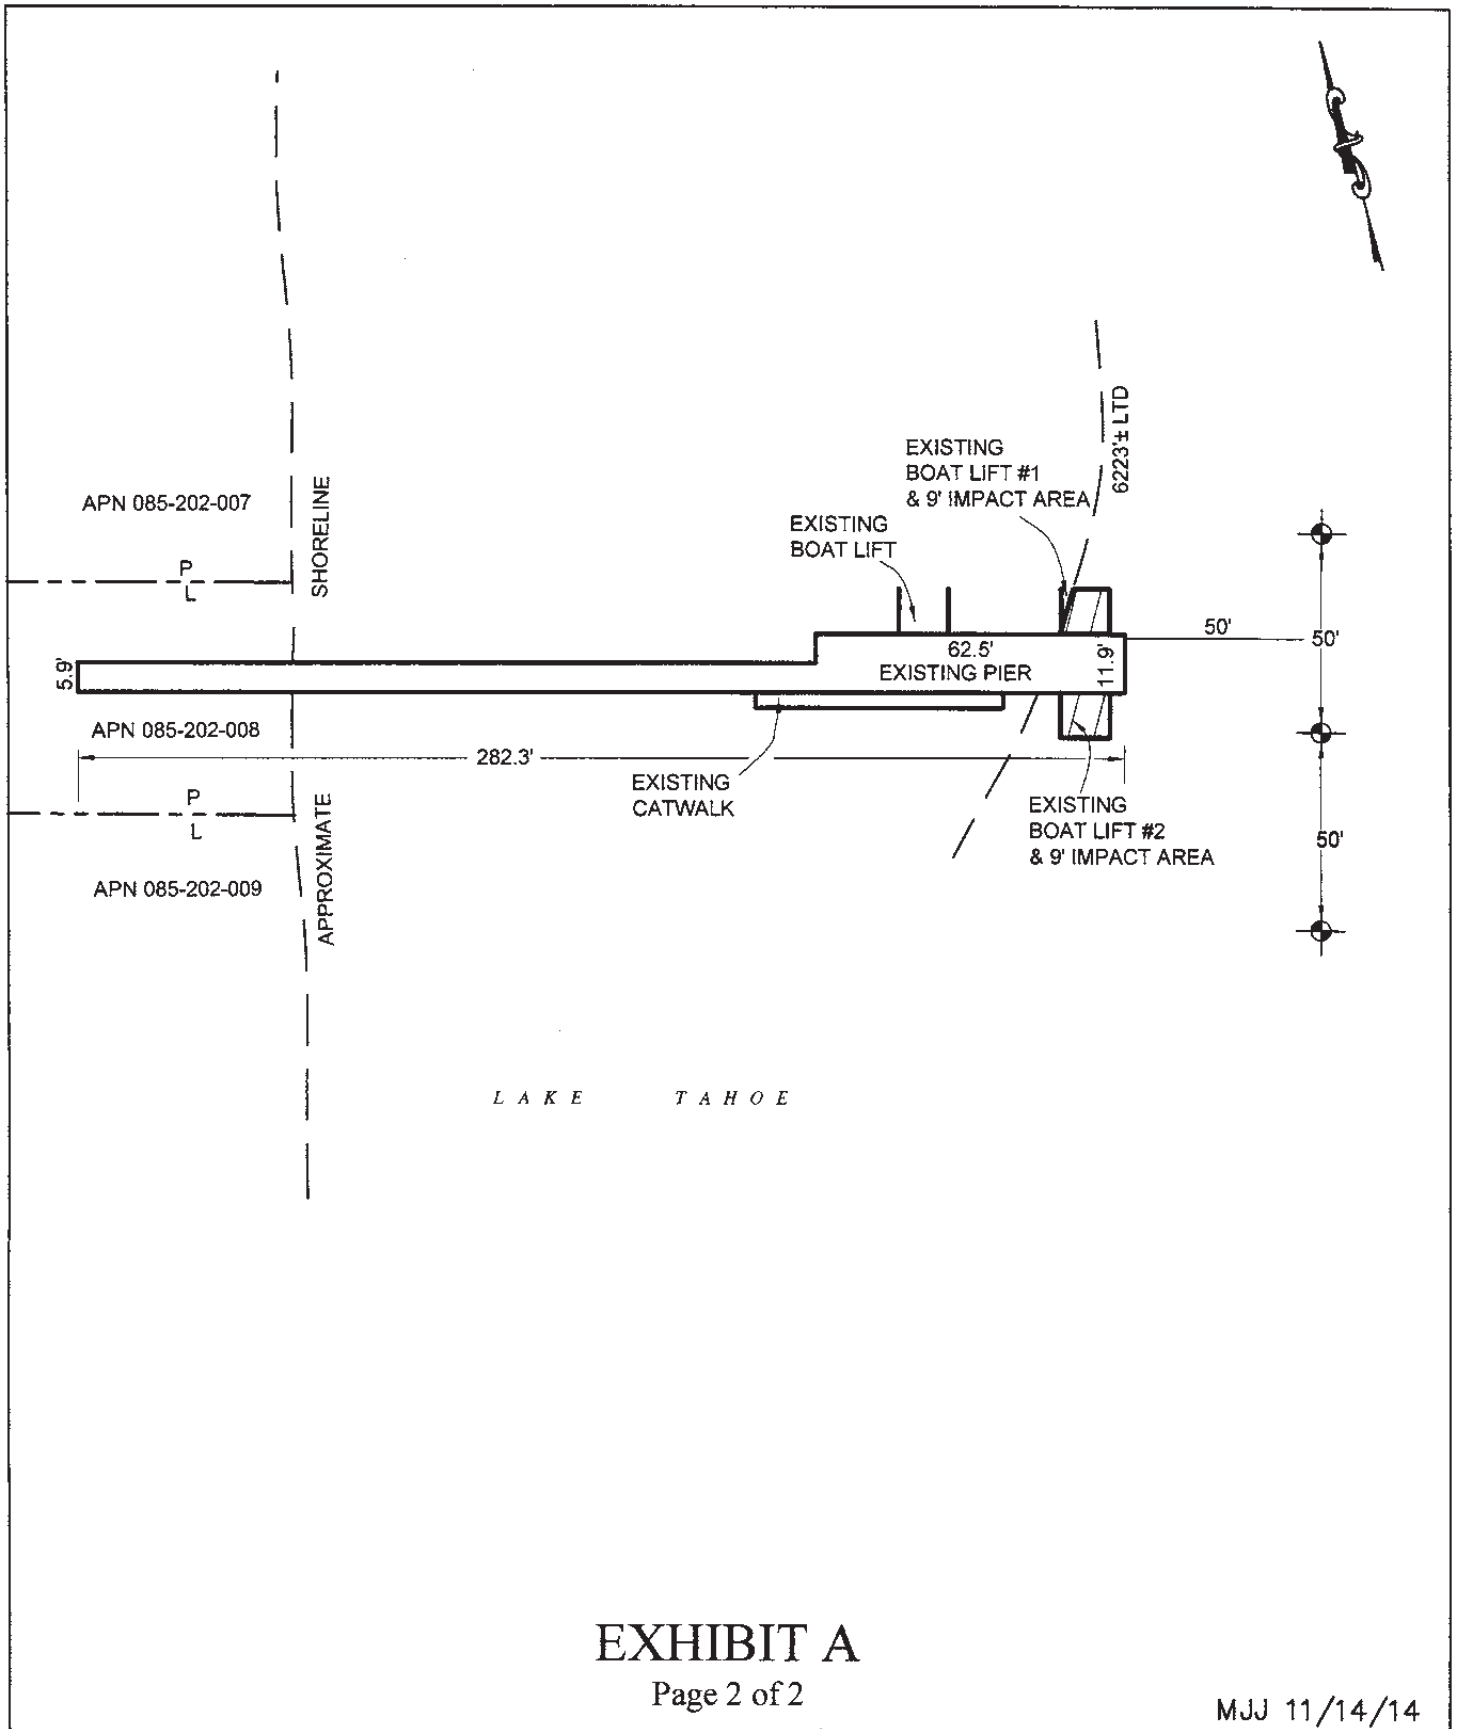 6223'± LTD
EXISTING
BOAT LIFT #1
& 9' IMPACT AREA
APN 085-202-007
SHORELINE
EXISTING
BOAT LIFT
P
L
50'
50'
62.5'
EXISTING PIER
11.9'
5.9'
APN 085-202-008
282.3'
EXISTING
CATWALK
P
L
APPROXIMATE
EXISTING
BOAT LIFT #2
& 9' IMPACT AREA
50'
APN 085-202-009
LAKE TAHOE
EXHIBIT A
Page 2 of 2
MJJ 11/14/14